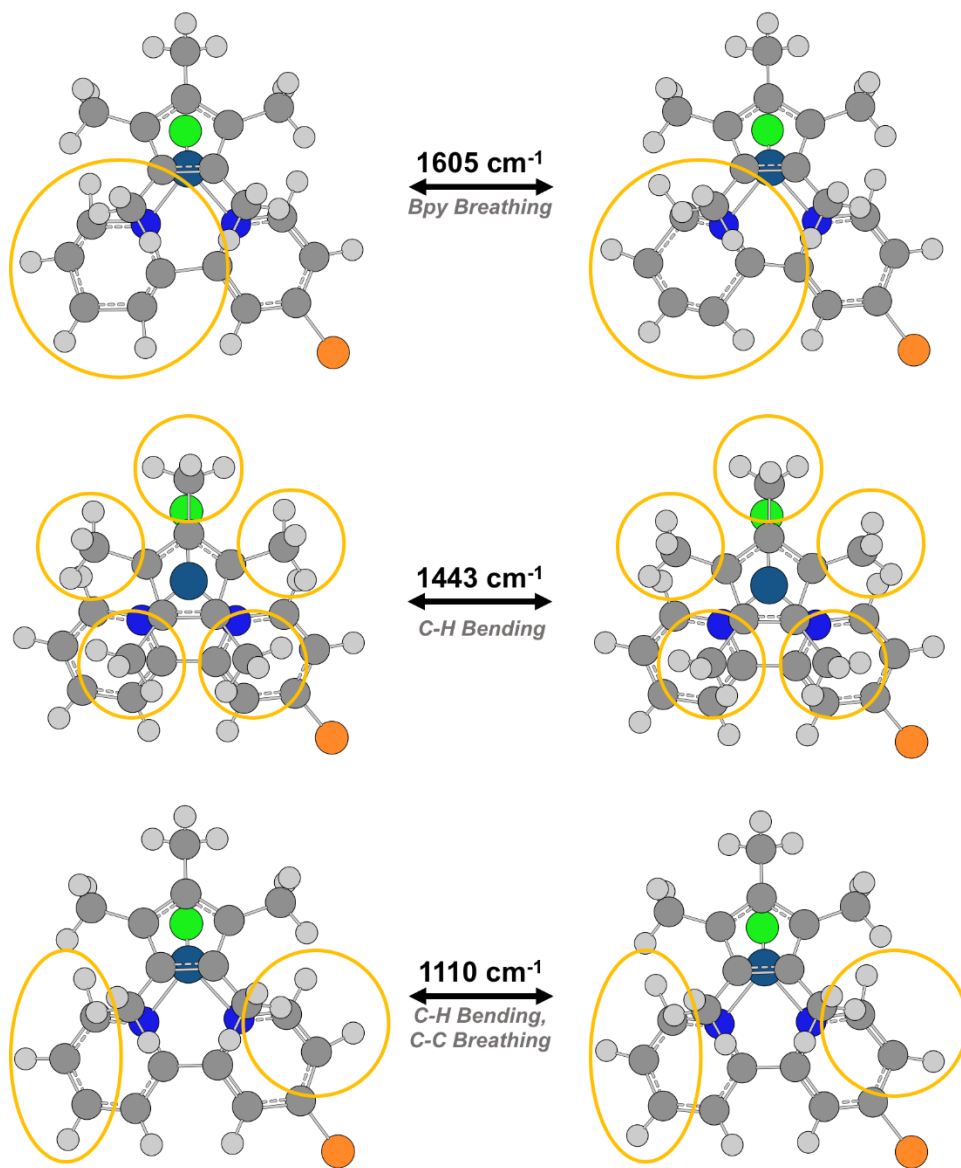 1605 cm-1
Bpy Breathing
1443 cm-1
C-H Bending
1110 cm-1
C-H Bending,
C-C Breathing